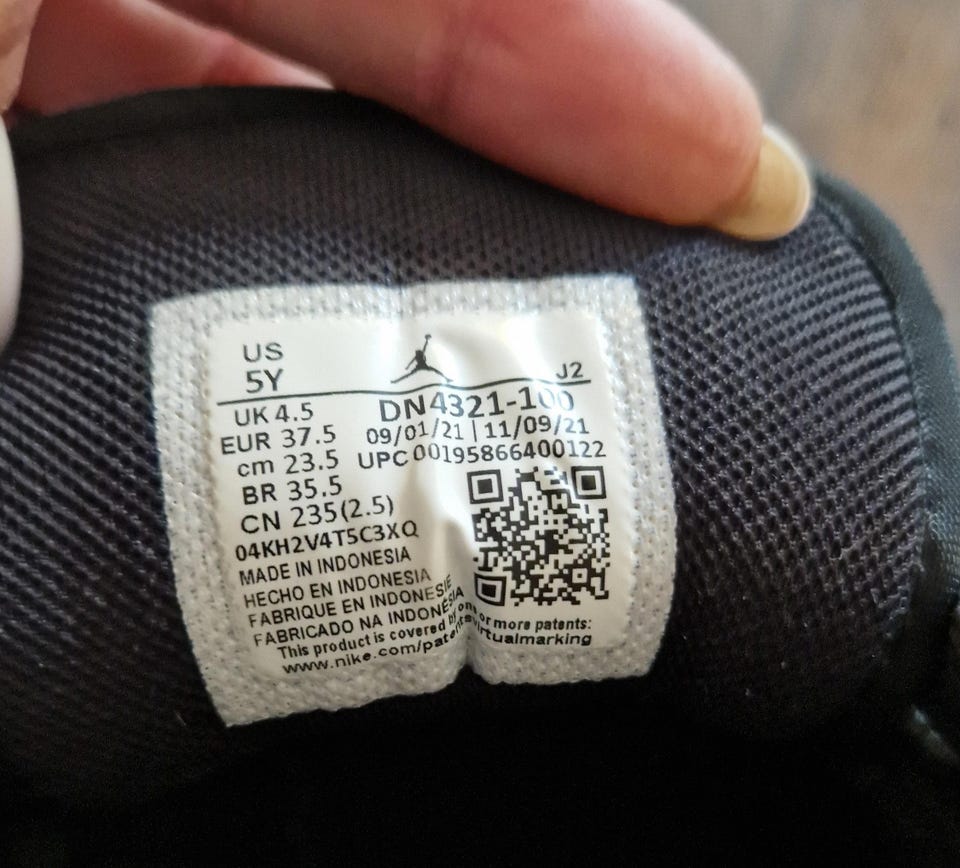 US
5Y
J2
UK 4.5
EUR 37.5
cm 23.5
BR 35.5
CN 235(2.5)
DN4321-100
09/01/21 | 11/09/21
UPC 00195866400122
04KH2V4T5C3XQ
MADE IN INDONESIA
HECHO EN INDONESIA
FABRIQUE EN INDONESIE
FABRICADO NA INDONÉSIA
This product is covered by one or more patents:
www.nike.com/patentsvirtualmarking